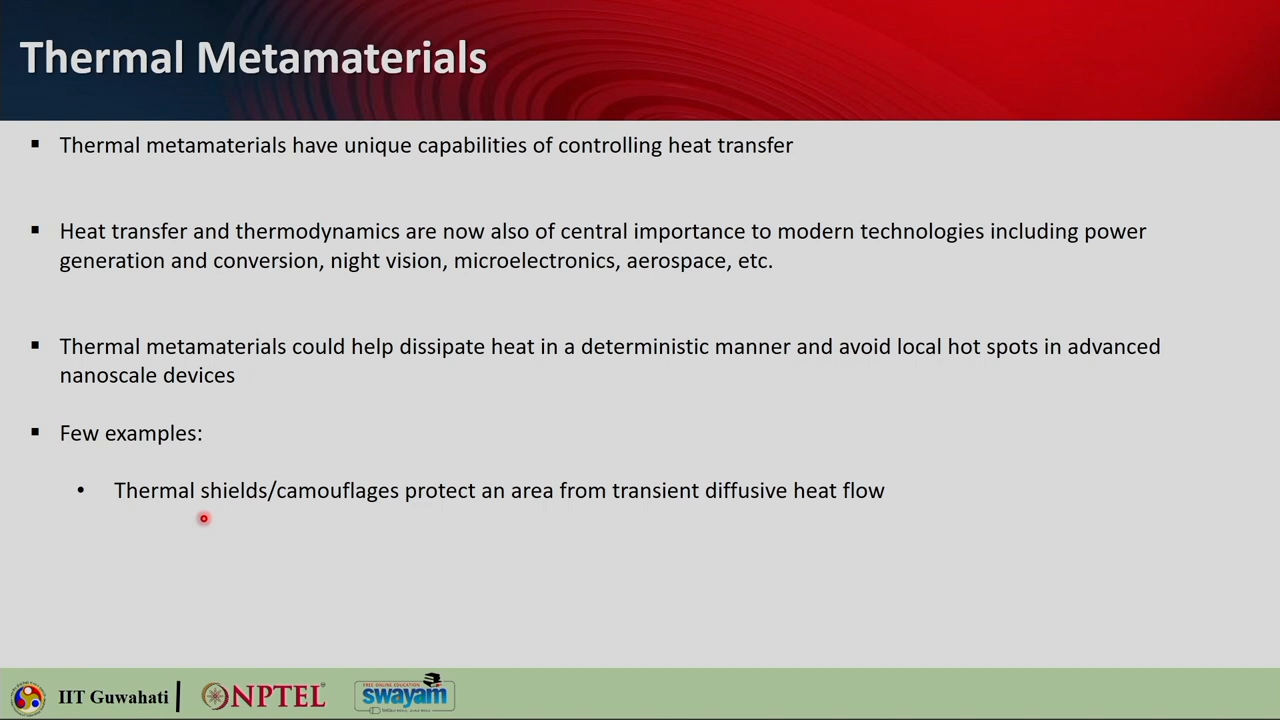 Thermal Metamaterials
▪ Thermal metamaterials have unique capabilities of controlling heat transfer
▪ Heat transfer and thermodynamics are now also of central importance to modern technologies including power
generation and conversion, night vision, microelectronics, aerospace, etc.
▪ Thermal metamaterials could help dissipate heat in a deterministic manner and avoid local hot spots in advanced
nanoscale devices
▪ Few examples:
• Thermal shields/camouflages protect an area from transient diffusive heat flow
IIT Guwahati
NPTEL
FREE ONLINE EDUCATION
swayam